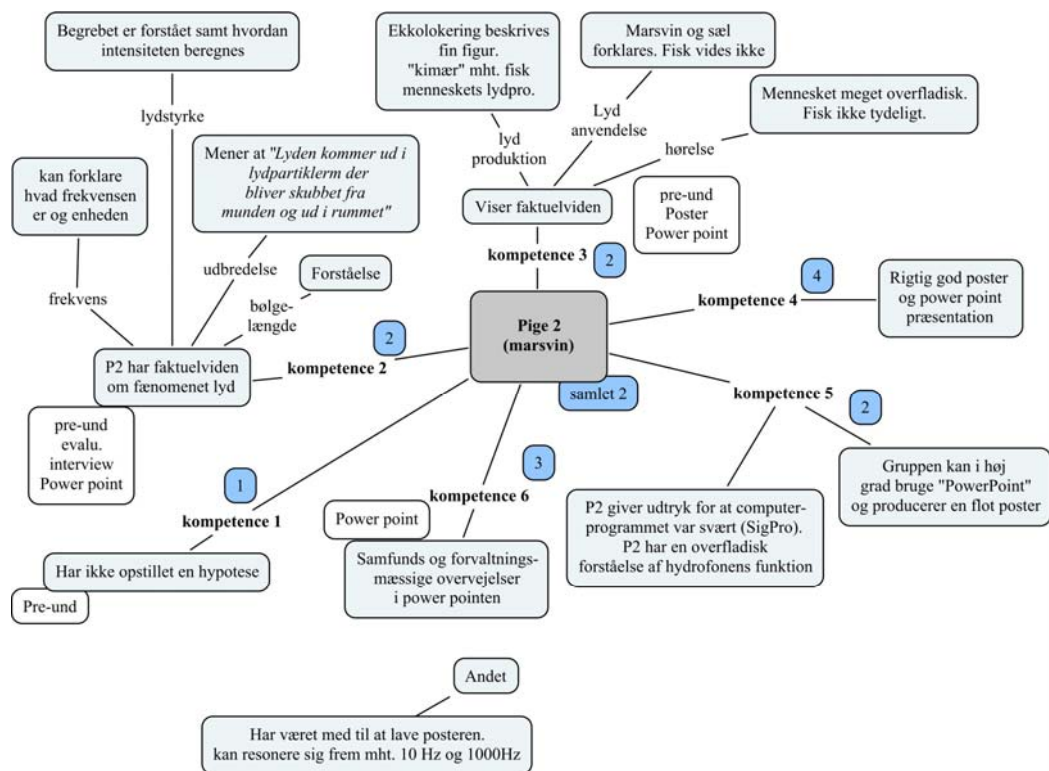 Begrebet er forstået samt hvordan
intensiteten beregnes
lydstyrke
kan forklare
hvad frekvensen
er og enheden
frekvens
Mener at "Lyden kommer ud i
lydpartiklerm der
bliver skubbet fra
munden og ud i rummet"
udbredelse
Forståelse
bølge-
længde
P2 har faktuelviden
om fænomenet lyd
pre-und
evalu.
interview
Power point
kompetence 2
2
Ekkolokering beskrives
fin figur.
"kimær" mht. fisk
menneskets lydpro.
lyd
produktion
Marsvin og sæl
forklares. Fisk vides ikke
Lyd
anvendelse
Mennesket meget overfladisk.
Fisk ikke tydeligt.
hørelse
Viser faktuelviden
pre-und
Poster
Power point
kompetence 3
2
Pige 2
(marsvin)
samlet 2
kompetence 4
4
Rigtig god poster
og power point
præsentation
kompetence 5
2
P2 giver udtryk for at computer-
programmet var svært (SigPro).
P2 har en overfladisk
forståelse af hydrofonens funktion
Gruppen kan i høj
grad bruge "PowerPoint"
og producerer en flot poster
kompetence 6
3
Power point
Samfunds og forvaltnings-
mæssige overvejelser
i power pointen
kompetence 1
1
Har ikke opstillet en hypotese
Pre-und
Andet
Har været med til at lave posteren.
kan resonere sig frem mht. 10 Hz og 1000Hz